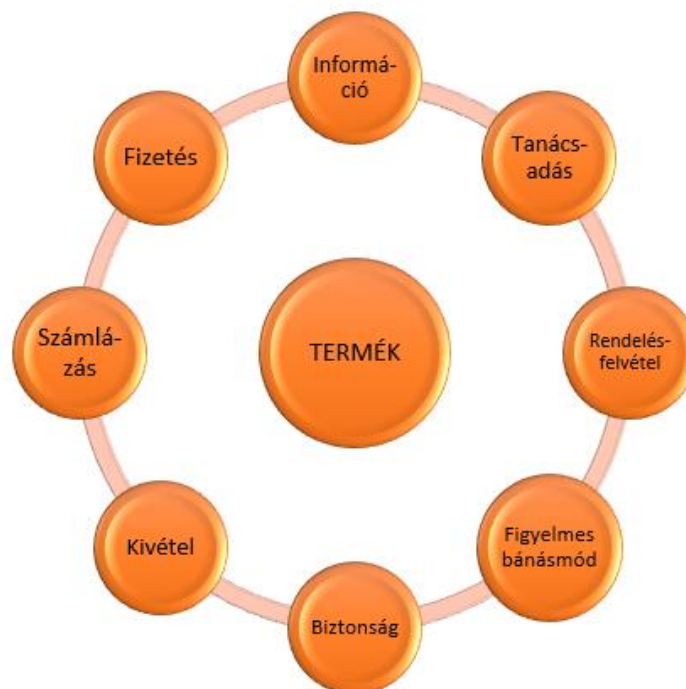 Informá-
ció
Tanács-
adás
Rendelés-
felvétel
Figyelmes
bánásmód
Biztonság
Kivétel
Számlá-
zás
Fizetés
TERMÉK